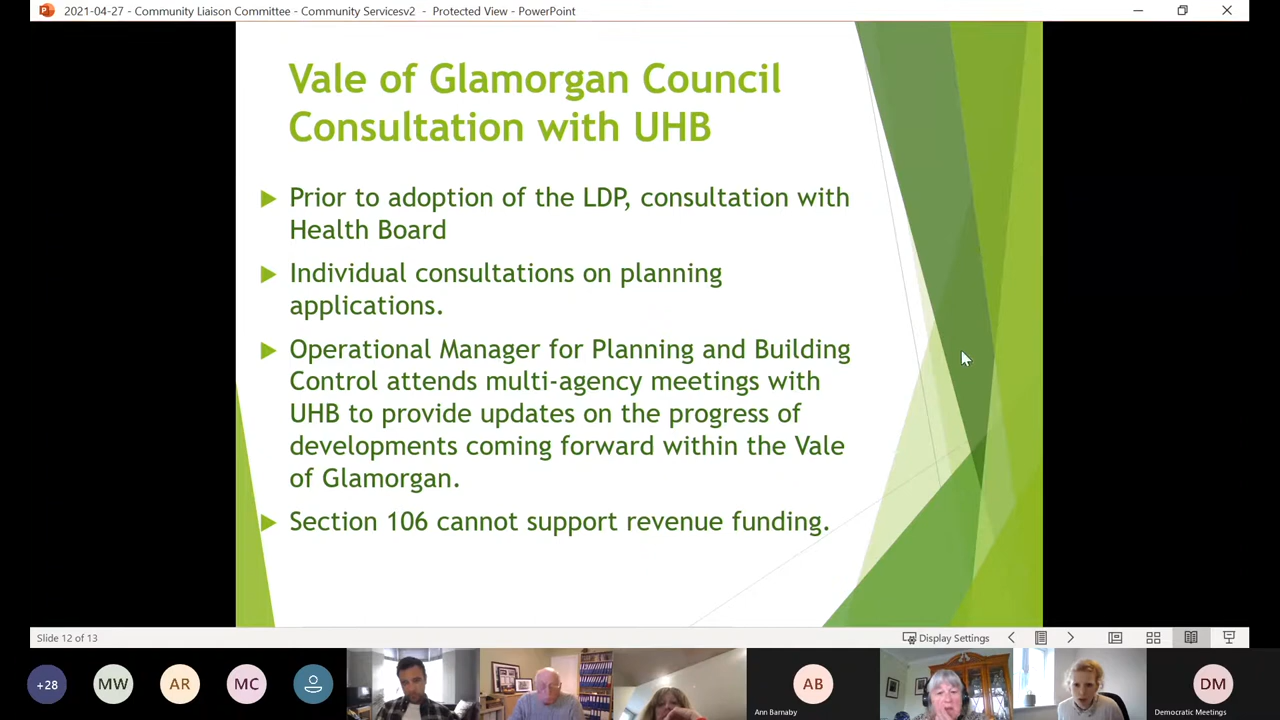 2021-04-27 - Community Liaison Committee - Community Servicesv2 - Protected View - PowerPoint
Vale of Glamorgan Council
Consultation with UHB
Prior to adoption of the LDP, consultation with
Health Board
Individual consultations on planning
applications.
Operational Manager for Planning and Building
Control attends multi-agency meetings with
UHB to provide updates on the progress of
developments coming forward within the Vale
of Glamorgan.
Section 106 cannot support revenue funding.
Slide 12 of 13
Display Settings
+28
MW
AR
MC
AB
Ann Barnaby
DM
Democratic Meetings